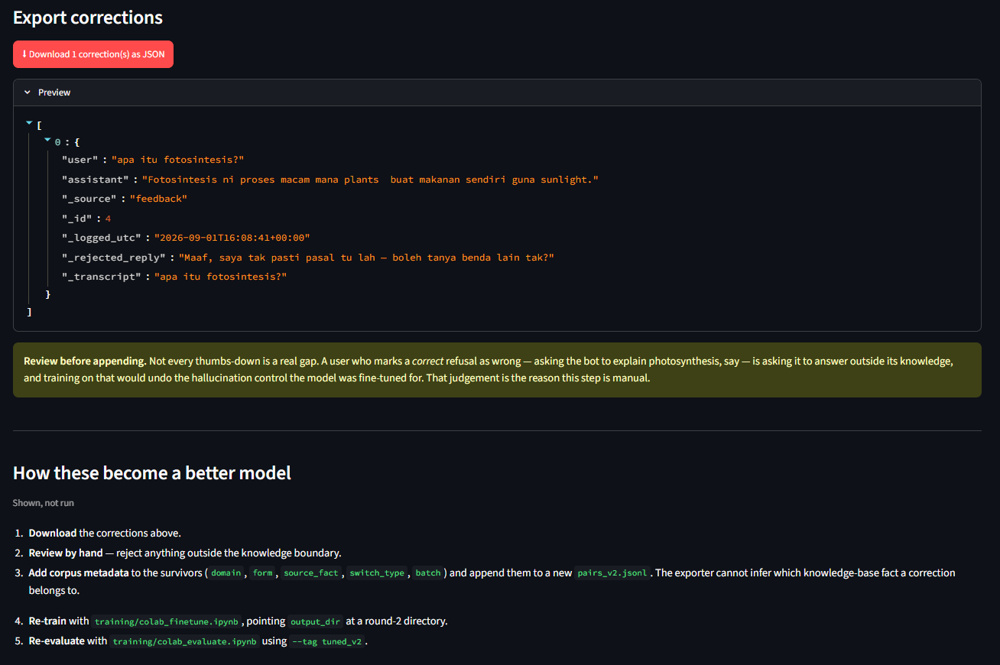 Export corrections
⬇ Download 1 correction(s) as JSON
Preview
[
0 : {
"user" : "apa itu fotosintesis?"
"assistant" : "Fotosintesis ni proses macam mana plants  buat makanan sendiri guna sunlight."
"_source" : "feedback"
"_id" : 4
"_logged_utc" : "2026-09-01T16:08:41+00:00"
"_rejected_reply" : "Maaf, saya tak pasti pasal tu lah — boleh tanya benda lain tak?"
"_transcript" : "apa itu fotosintesis?"
}
]
Review before appending. Not every thumbs-down is a real gap. A user who marks a correct refusal as wrong — asking the bot to explain photosynthesis, say — is asking it to answer outside its knowledge,
and training on that would undo the hallucination control the model was fine-tuned for. That judgement is the reason this step is manual.
How these become a better model
Shown, not run
1. Download the corrections above.
2. Review by hand — reject anything outside the knowledge boundary.
3. Add corpus metadata to the survivors ( domain , form , source_fact , switch_type , batch ) and append them to a new pairs_v2.jsonl . The exporter cannot infer which knowledge-base fact a correction
belongs to.
4. Re-train with training/colab_finetune.ipynb , pointing output_dir at a round-2 directory.
5. Re-evaluate with training/colab_evaluate.ipynb using --tag tuned_v2 .